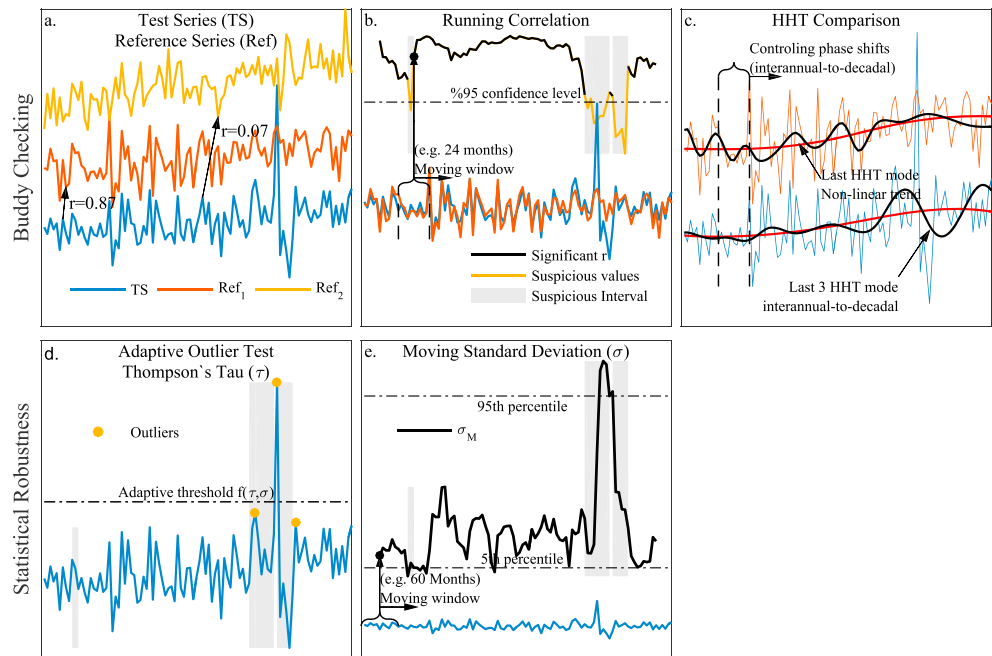 a.
Test Series (TS)
Reference Series (Ref)
r=0.07
r=0.87
TS
Ref1
Ref2
Buddy Checking
b.
Running Correlation
%95 confidence level
(e.g. 24 months)
Moving window
Significant r
Suspicious values
Suspicious Interval
c.
HHT Comparison
Controling phase shifts
(interannual-to-decadal)
Last HHT mode
Non-linear trend
Last 3 HHT mode
interannual-to-decadal
Statistical Robustness
d.
Adaptive Outlier Test
Thompson`s Tau (τ)
Outliers
Adaptive threshold f(τ,σ)
e.
Moving Standard Deviation (σ)
95th percentile
σM
5th percentile
(e.g. 60 Months)
Moving window